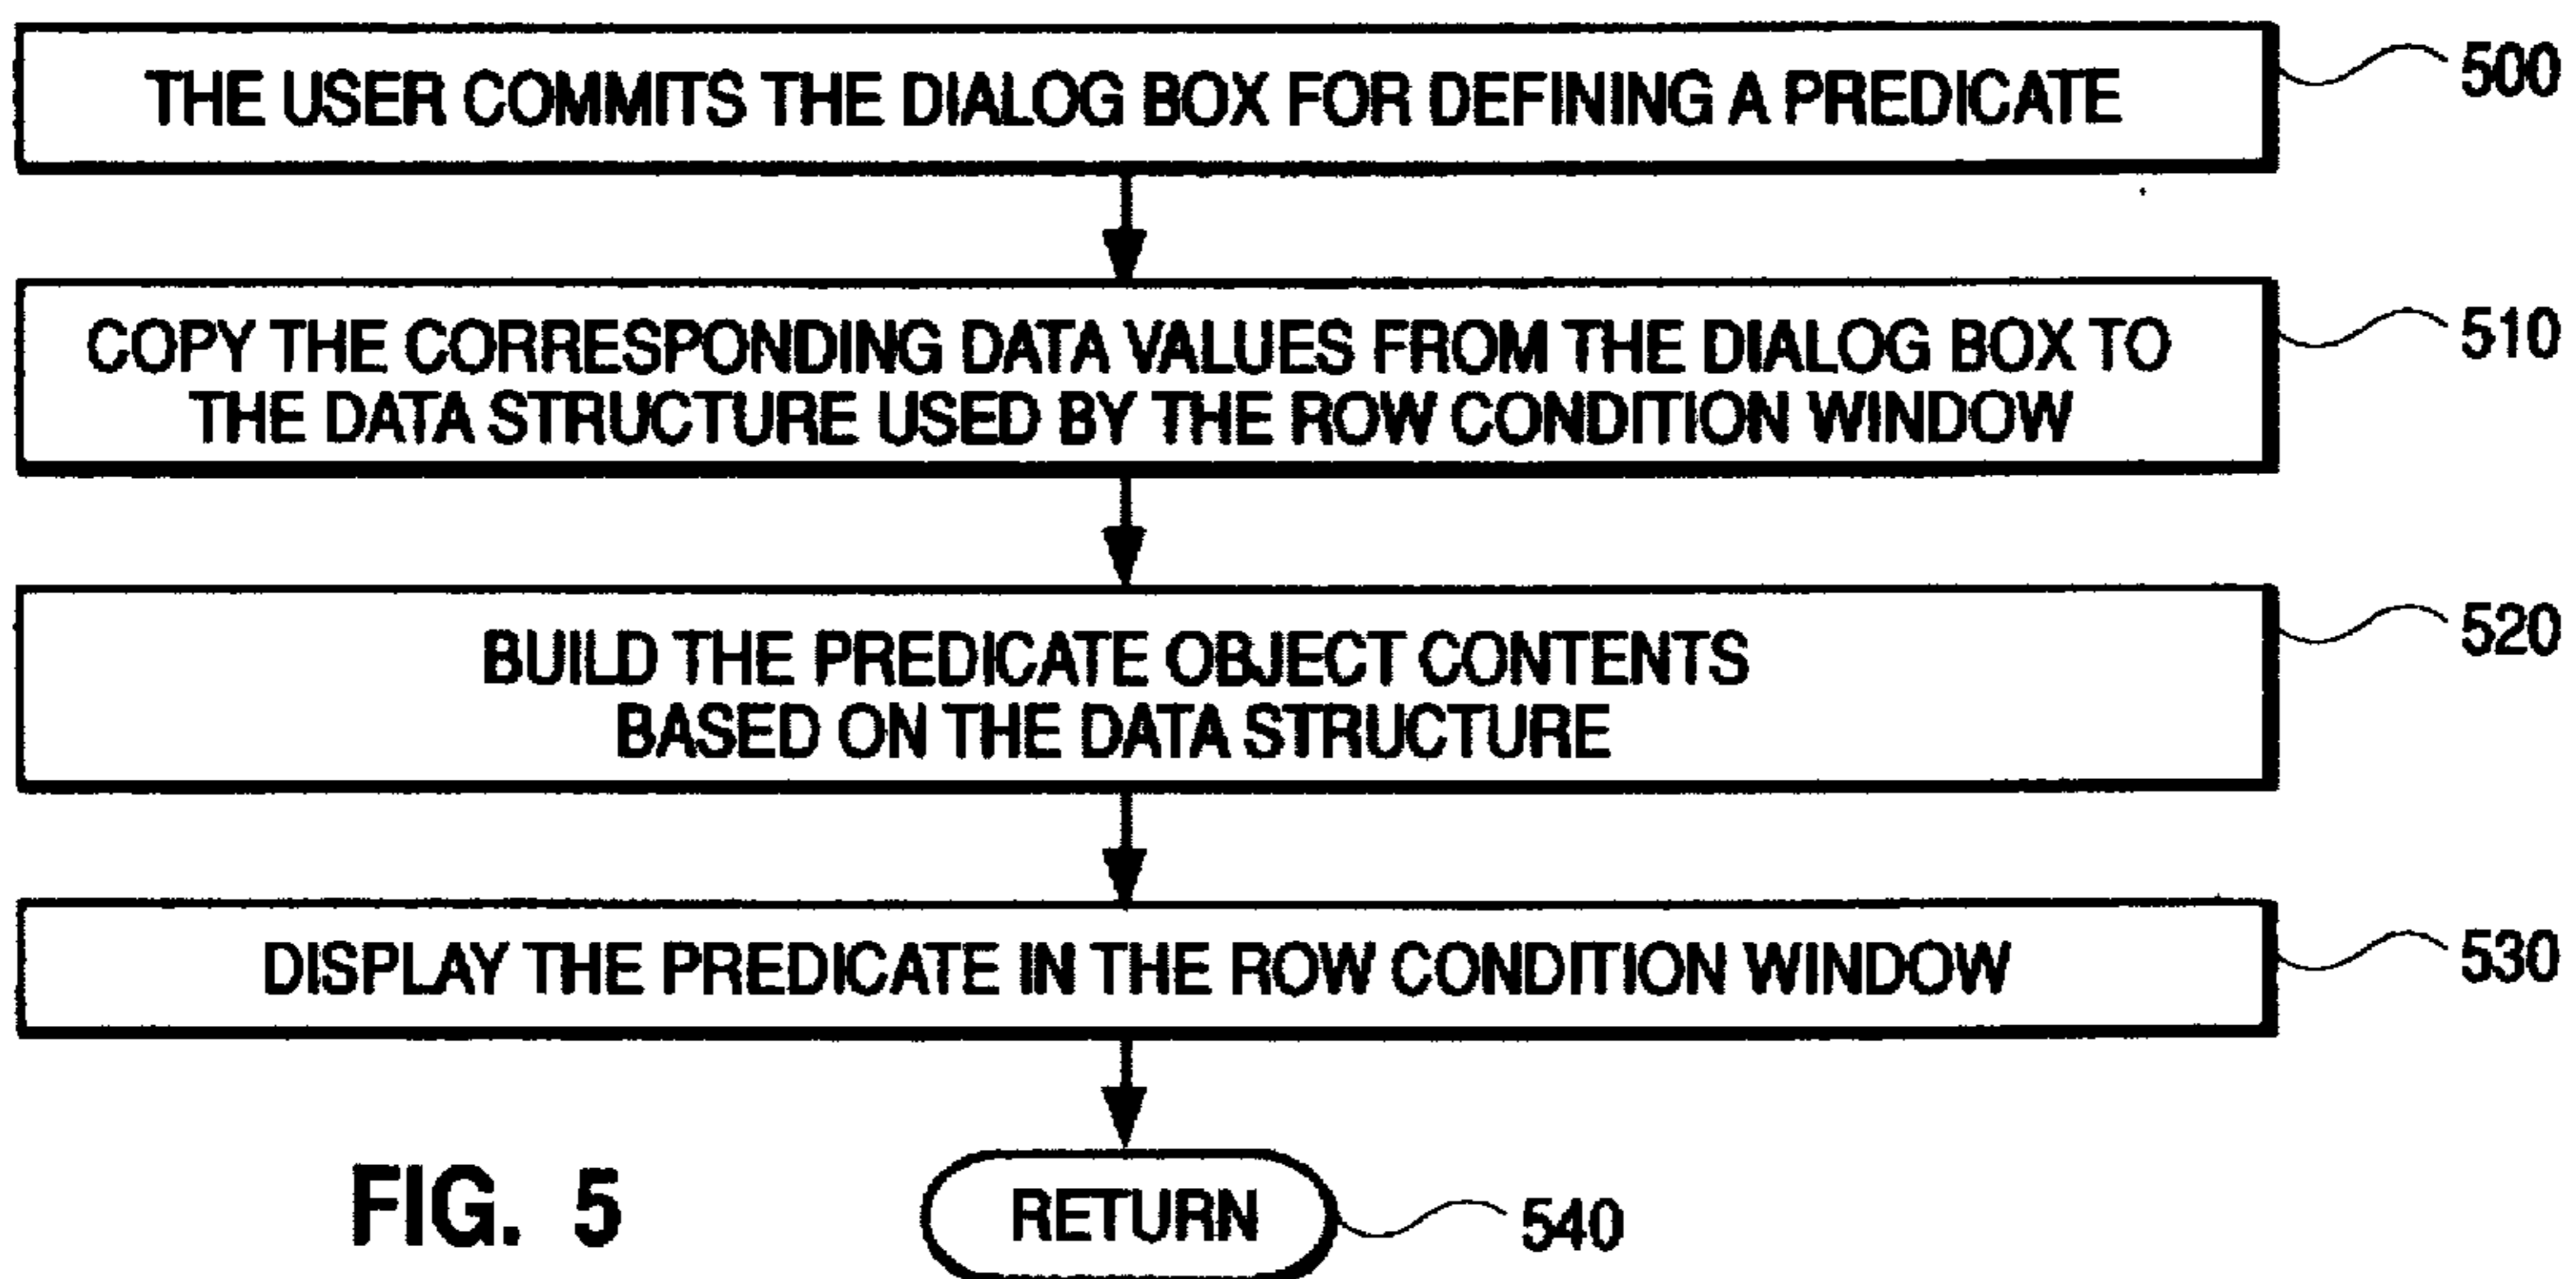 THE USER COMMITS THE DIALOG BOX FOR DEFINING A PREDICATE
500
COPY THE CORRESPONDING DATA VALUES FROM THE DIALOG BOX TO
THE DATA STRUCTURE USED BY THE ROW CONDITION WINDOW
510
BUILD THE PREDICATE OBJECT CONTENTS
BASED ON THE DATA STRUCTURE
520
DISPLAY THE PREDICATE IN THE ROW CONDITION WINDOW
530
RETURN
540
FIG. 5